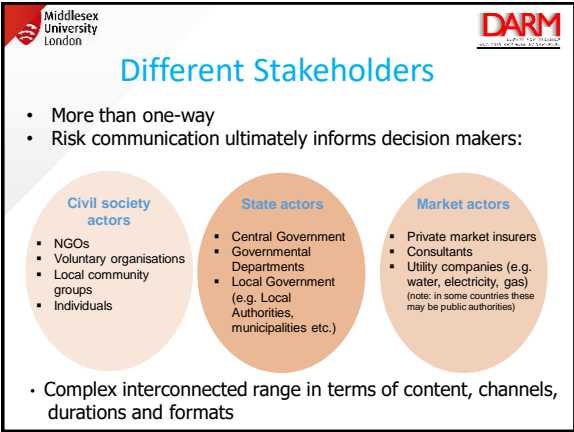 Middlesex
University
London
DARM
Different Stakeholders
• More than one-way
• Risk communication ultimately informs decision makers:
Civil society
actors
▪ NGOs
▪ Voluntary organisations
▪ Local community
groups
▪ Individuals
State actors
▪ Central Government
▪ Governmental
Departments
▪ Local Government
(e.g. Local
Authorities,
municipalities etc.)
Market actors
▪ Private market insurers
▪ Consultants
▪ Utility companies (e.g.
water, electricity, gas)
(note: in some countries these
may be public authorities)
• Complex interconnected range in terms of content, channels,
durations and formats